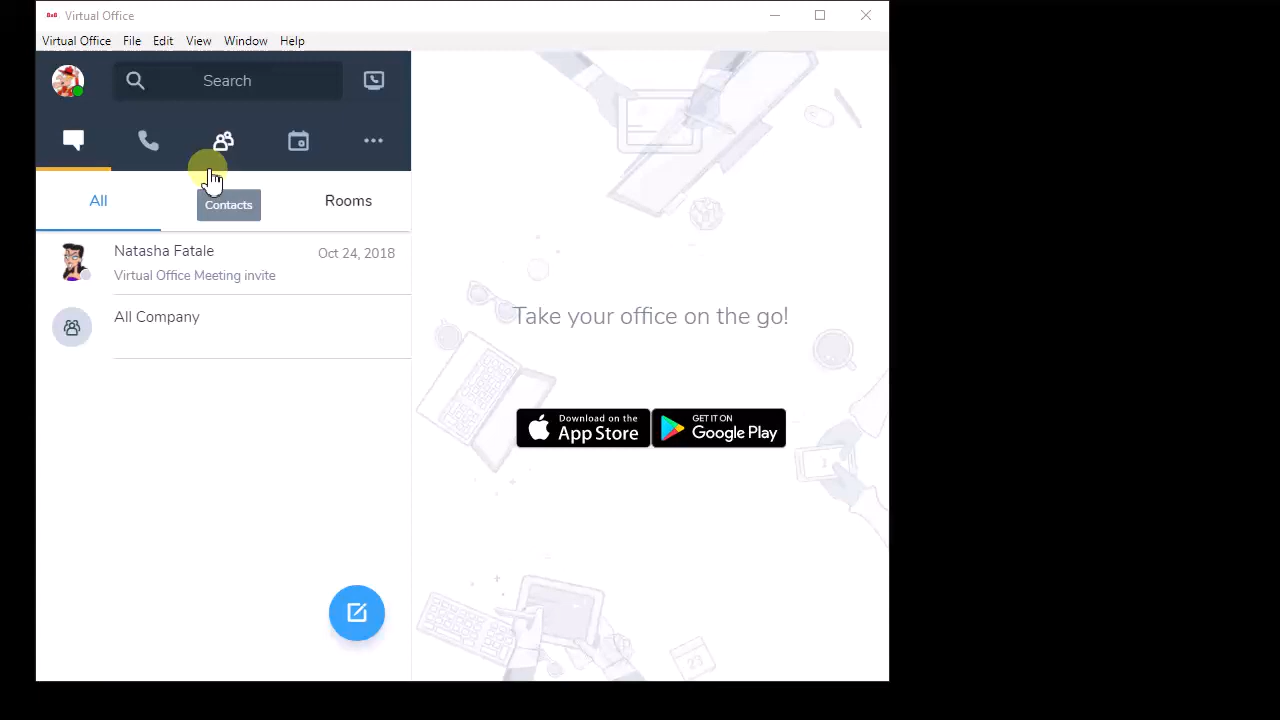 Virtual Office
Virtual Office File Edit View Window Help
Search
All
Contacts
Rooms
Natasha Fatale
Oct 24, 2018
Virtual Office Meeting invite
All Company
Take your office on the go!
Download on the
App Store
GET IT ON
Google Play
23